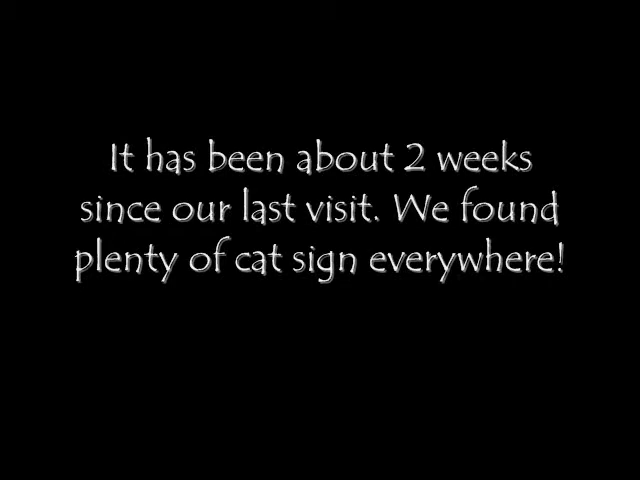 It has been about 2 weeks
since our last visit. We found
plenty of cat sign everywhere!